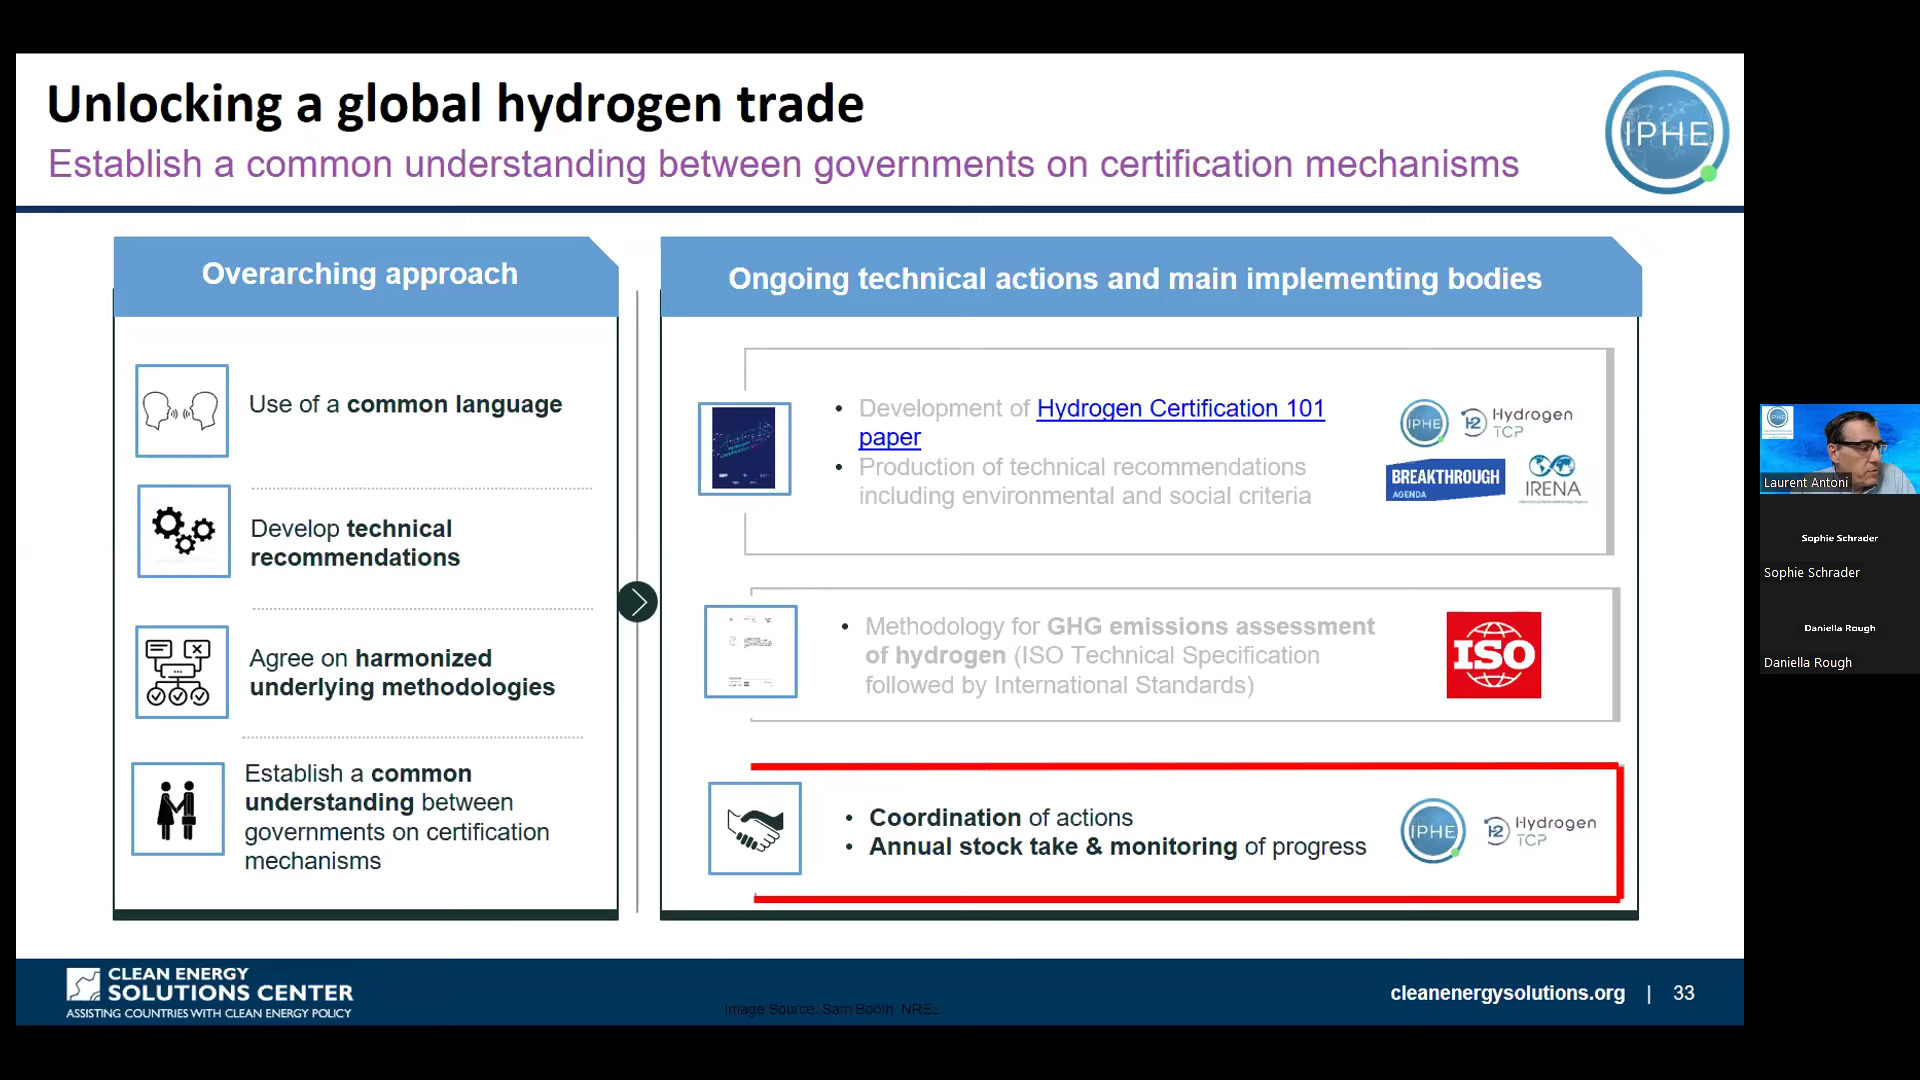 Unlocking a global hydrogen trade
Establish a common understanding between governments on certification mechanisms
IPHE
Overarching approach
Use of a common language
Develop technical
recommendations
Agree on harmonized
underlying methodologies
Establish a common
understanding between
governments on certification
mechanisms
Ongoing technical actions and main implementing bodies
• Development of Hydrogen Certification 101
paper
• Production of technical recommendations
including environmental and social criteria
IPHE
H2 Hydrogen
TCP
BREAKTHROUGH
AGENDA
IRENA
• Methodology for GHG emissions assessment
of hydrogen (ISO Technical Specification
followed by International Standards)
ISO
• Coordination of actions
• Annual stock take & monitoring of progress
IPHE
H2 Hydrogen
TCP
CLEAN ENERGY
SOLUTIONS CENTER
ASSISTING COUNTRIES WITH CLEAN ENERGY POLICY
Image Source: Sam Booth NREL
cleanenergysolutions.org | 33
Laurent Antoni
Sophie Schrader
Sophie Schrader
Daniella Rough
Daniella Rough